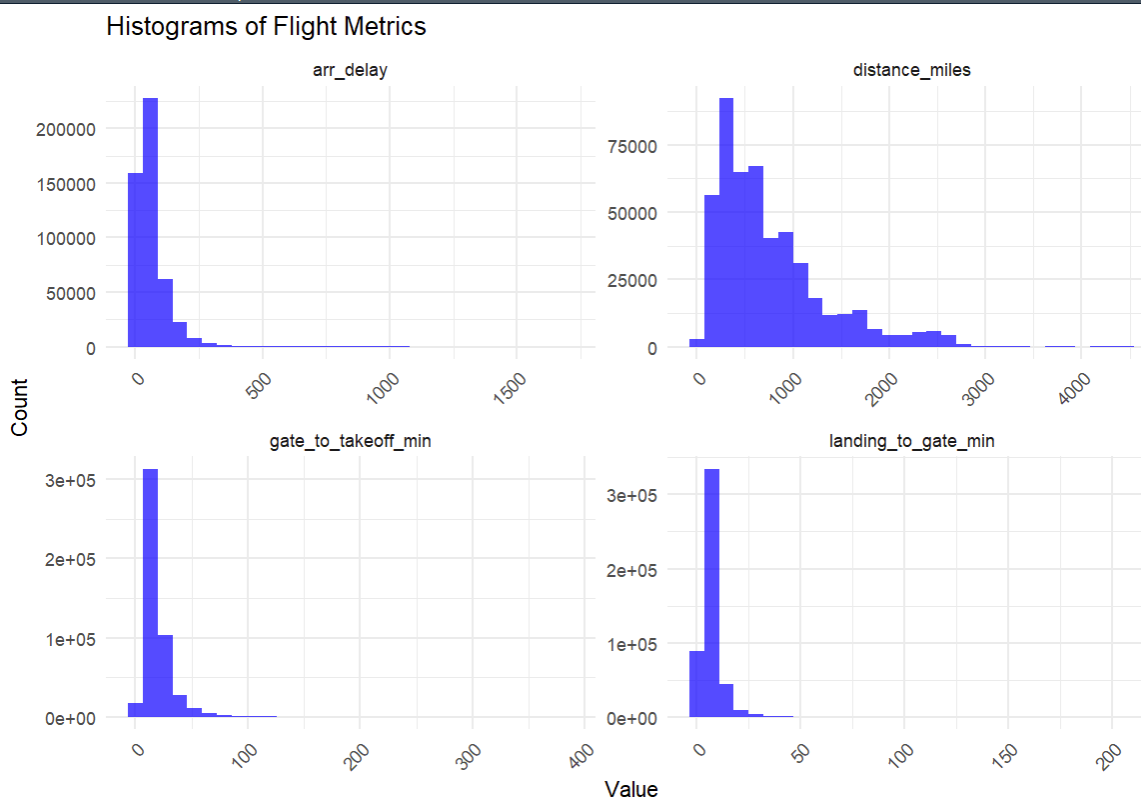 Histograms of Flight Metrics
arr_delay
distance_miles
200000
150000
100000
50000
0
0
500
1000
1500
75000
50000
25000
0
0
1000
2000
3000
4000
Count
gate_to_takeoff_min
landing_to_gate_min
3e+05
2e+05
1e+05
0e+00
0
100
200
300
400
3e+05
2e+05
1e+05
0e+00
0
50
100
150
200
Value